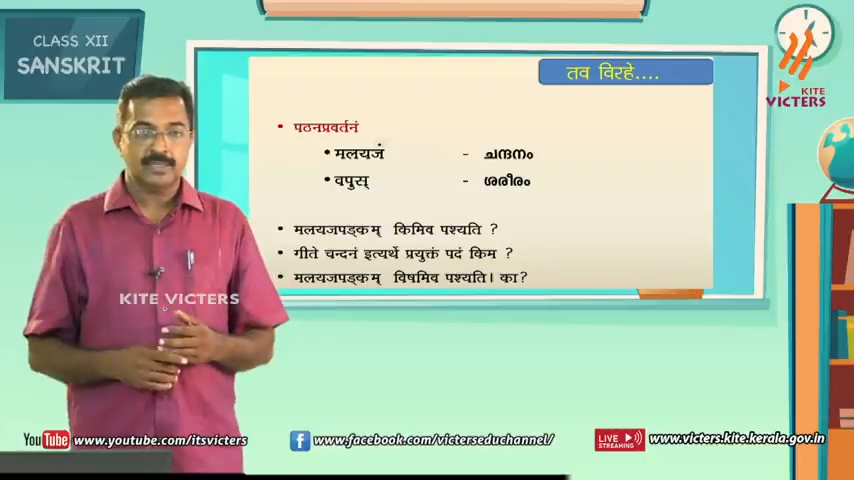 CLASS XII
SANSKRIT
तव विरहे....
KITE
VICTERS
• पठनप्रवर्तनं
• मलयजं - ചന്ദനം
• वपुस् - ശരീരം
• मलयजपङ्कम् किमिव पश्यति ?
• गीते चन्दनं इत्यर्थे प्रयुक्तं पदं किम ?
• मलयजपङ्कम् विषमिव पश्यति। का?
KITE VICTERS
YouTube www.youtube.com/itsvicters
f www.facebook.com/victerseduchannel/
LIVE STREAMING www.victers.kite.kerala.gov.in